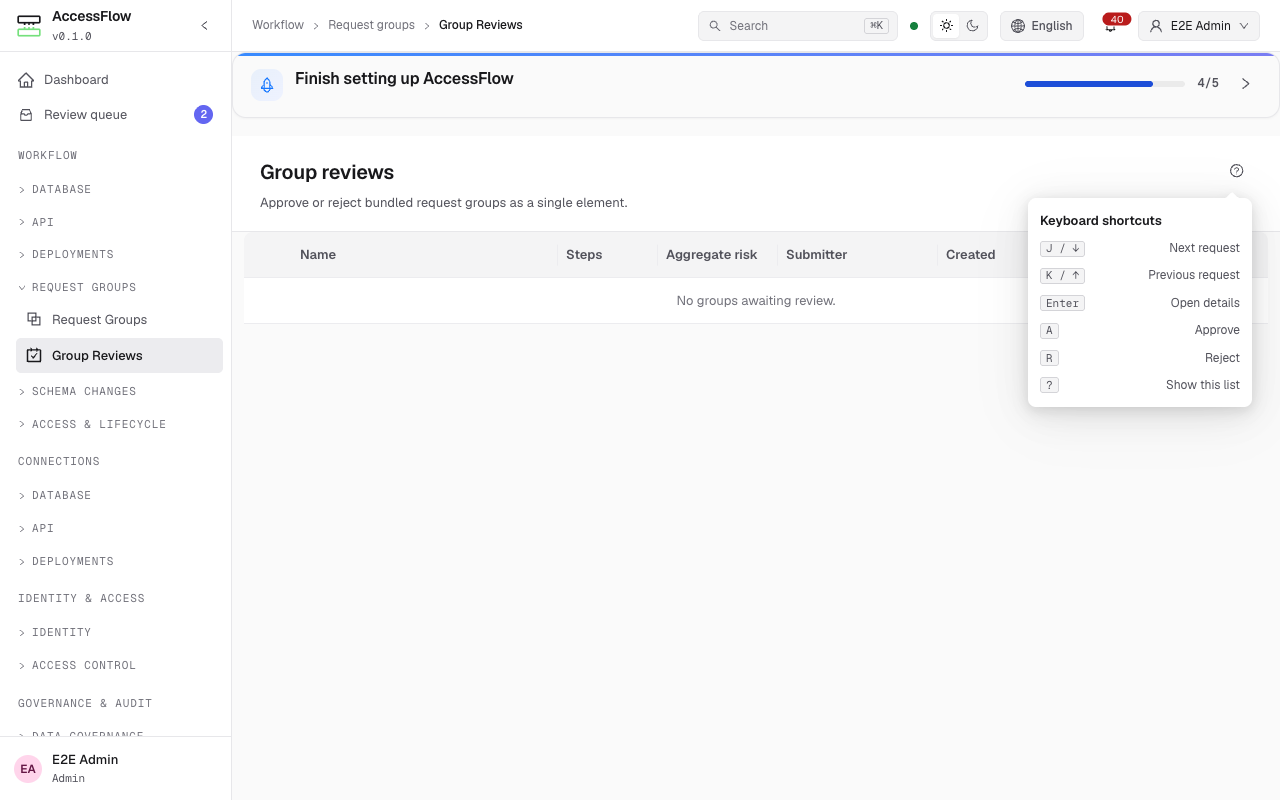 AccessFlow
v0.1.0
Dashboard
Review queue
2
WORKFLOW
DATABASE
API
DEPLOYMENTS
REQUEST GROUPS
Request Groups
Group Reviews
SCHEMA CHANGES
ACCESS & LIFECYCLE
CONNECTIONS
DATABASE
API
DEPLOYMENTS
IDENTITY & ACCESS
IDENTITY
ACCESS CONTROL
GOVERNANCE & AUDIT
DATA GOVERNANCE
EA
E2E Admin
Admin
Workflow > Request groups > Group Reviews
Search
⌘K
English
40
E2E Admin
Finish setting up AccessFlow
4/5
Group reviews
Approve or reject bundled request groups as a single element.
Name Steps Aggregate risk Submitter Created
No groups awaiting review.
Keyboard shortcuts
J / ↓ Next request
K / ↑ Previous request
Enter Open details
A Approve
R Reject
? Show this list